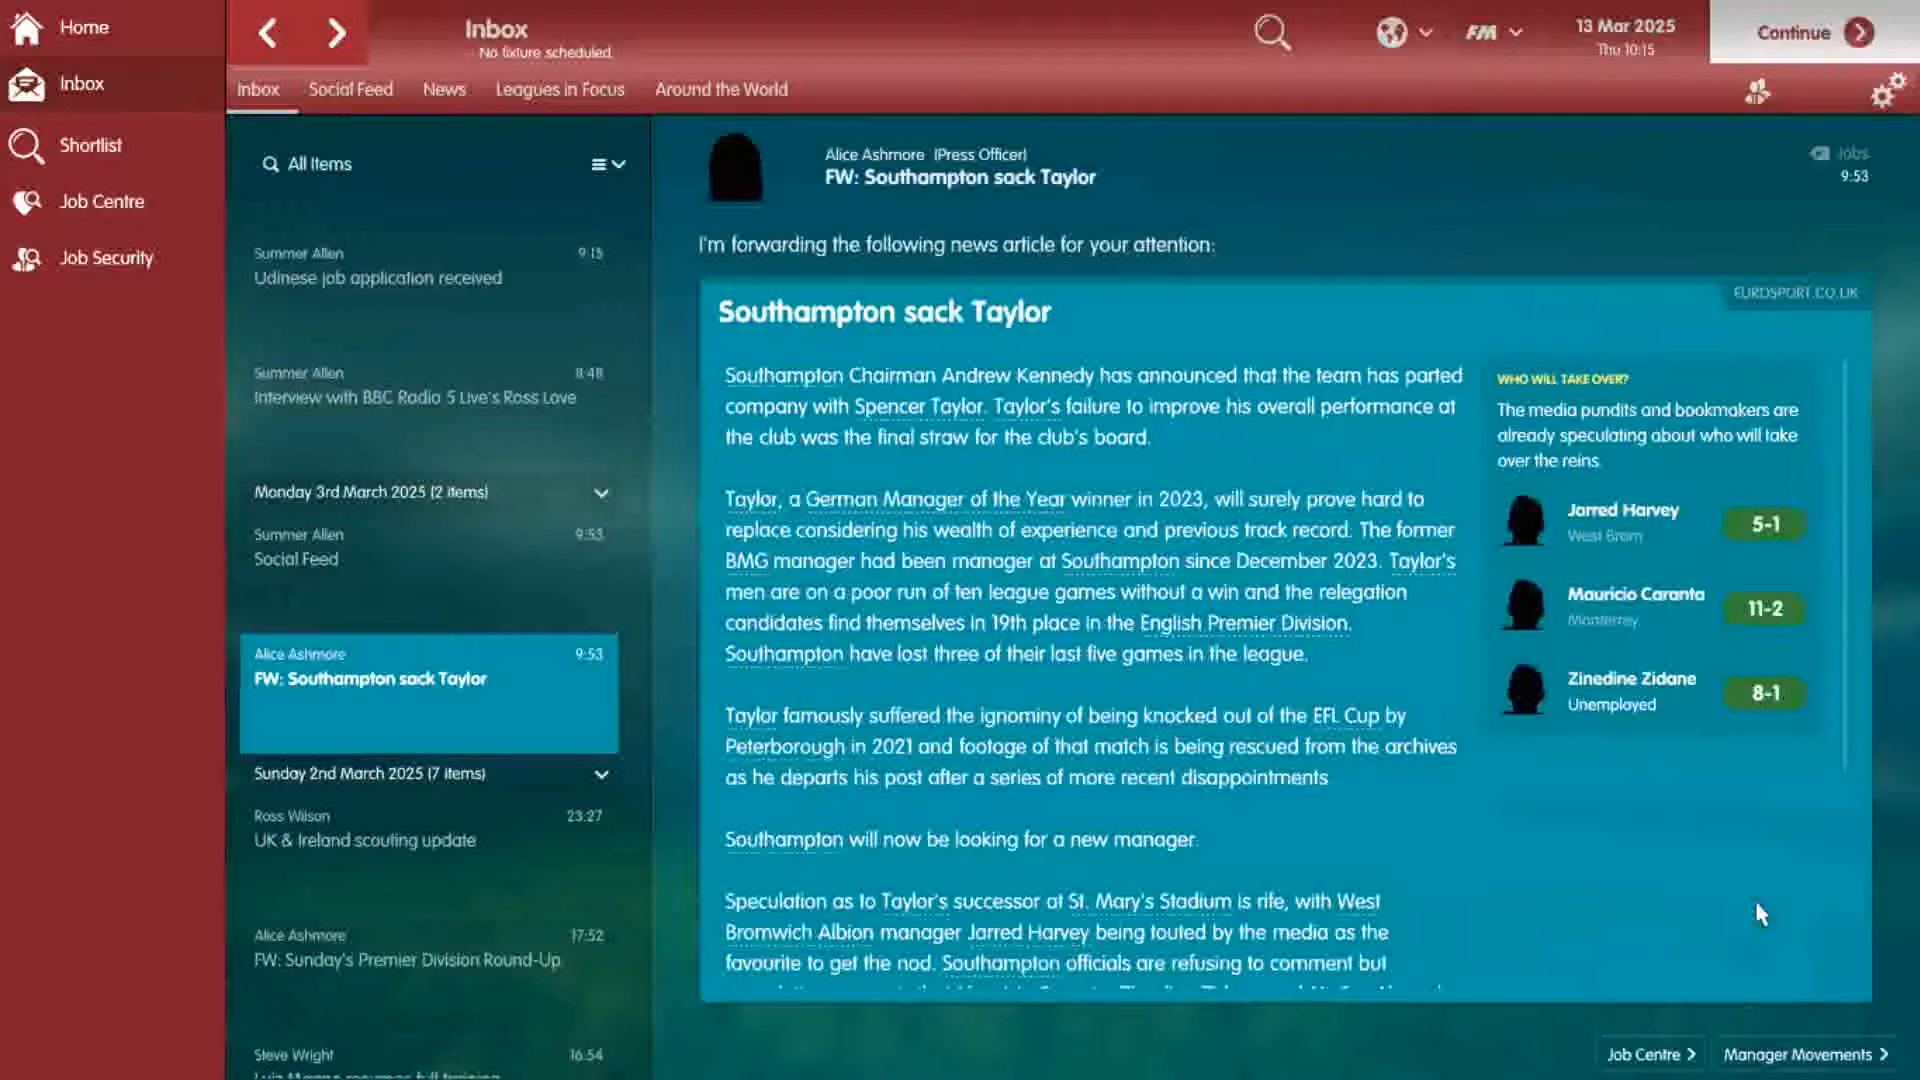 Home
Inbox
Shortlist
Job Centre
Job Security
Inbox
No fixture scheduled.
FM
13 Mar 2025
Thu 10:15
Continue
Inbox
Social Feed
News
Leagues in Focus
Around the World
All Items
Summer Allen
9:15
Udinese job application received
Summer Allen
8:48
Interview with BBC Radio 5 Live's Ross Love
Monday 3rd March 2025 (2 items)
Summer Allen
9:53
Social Feed
Alice Ashmore
9:53
FW: Southampton sack Taylor
Sunday 2nd March 2025 (7 items)
Ross Wilson
23:27
UK & Ireland scouting update
Alice Ashmore
17:52
FW: Sunday's Premier Division Round-Up
Steve Wright
16:54
Alice Ashmore (Press Officer)
FW: Southampton sack Taylor
Jobs
9:53
I'm forwarding the following news article for your attention:
EUROSPORT.CO.UK
Southampton sack Taylor
Southampton Chairman Andrew Kennedy has announced that the team has parted
company with Spencer Taylor. Taylor's failure to improve his overall performance at
the club was the final straw for the club's board.
Taylor, a German Manager of the Year winner in 2023, will surely prove hard to
replace considering his wealth of experience and previous track record. The former
BMG manager had been manager at Southampton since December 2023. Taylor's
men are on a poor run of ten league games without a win and the relegation
candidates find themselves in 19th place in the English Premier Division.
Southampton have lost three of their last five games in the league.
Taylor famously suffered the ignominy of being knocked out of the EFL Cup by
Peterborough in 2021 and footage of that match is being rescued from the archives
as he departs his post after a series of more recent disappointments
Southampton will now be looking for a new manager.
Speculation as to Taylor's successor at St. Mary's Stadium is rife, with West
Bromwich Albion manager Jarred Harvey being touted by the media as the
favourite to get the nod. Southampton officials are refusing to comment but
WHO WILL TAKE OVER?
The media pundits and bookmakers are
already speculating about who will take
over the reins.
Jarred Harvey
West Brom
5-1
Mauricio Caranta
Monterrey
11-2
Zinedine Zidane
Unemployed
8-1
Job Centre
Manager Movements